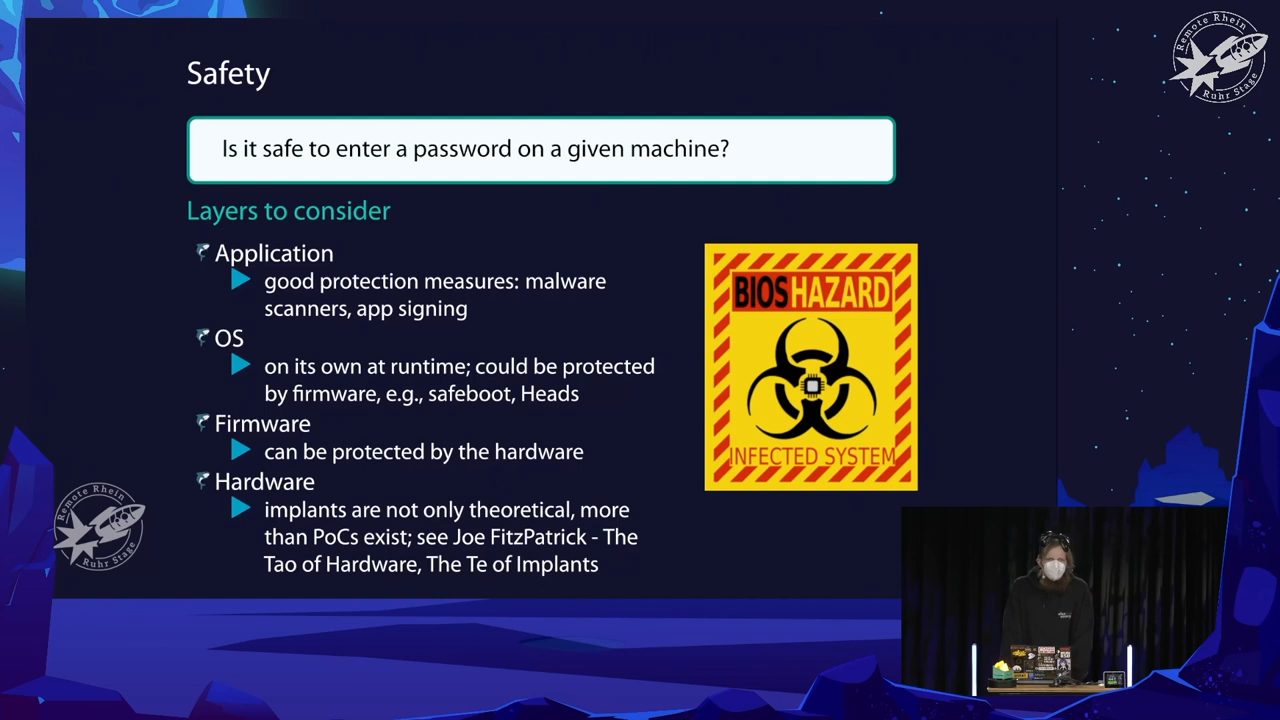 Safety
Is it safe to enter a password on a given machine?
Layers to consider
Application
good protection measures: malware
scanners, app signing
OS
on its own at runtime; could be protected
by firmware, e.g., safeboot, Heads
Firmware
can be protected by the hardware
Hardware
implants are not only theoretical, more
than PoCs exist; see Joe FitzPatrick - The
Tao of Hardware, The Te of Implants
BIOSHAZARD
INFECTED SYSTEM
Remote Rhein
Ruhr Stage
Remote Rhein
Ruhr Stage